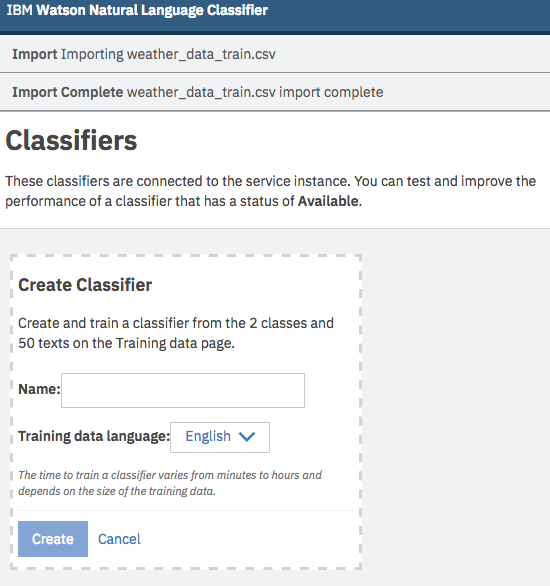 IBM Watson Natural Language Classifier
Import Importing weather_data_train.csv
Import Complete weather_data_train.csv import complete
Classifiers
These classifiers are connected to the service instance. You can test and improve the
performance of a classifier that has a status of Available.
Create Classifier
Create and train a classifier from the 2 classes and
50 texts on the Training data page.
Name:
Training data language: English
The time to train a classifier varies from minutes to hours and
depends on the size of the training data.
Create Cancel